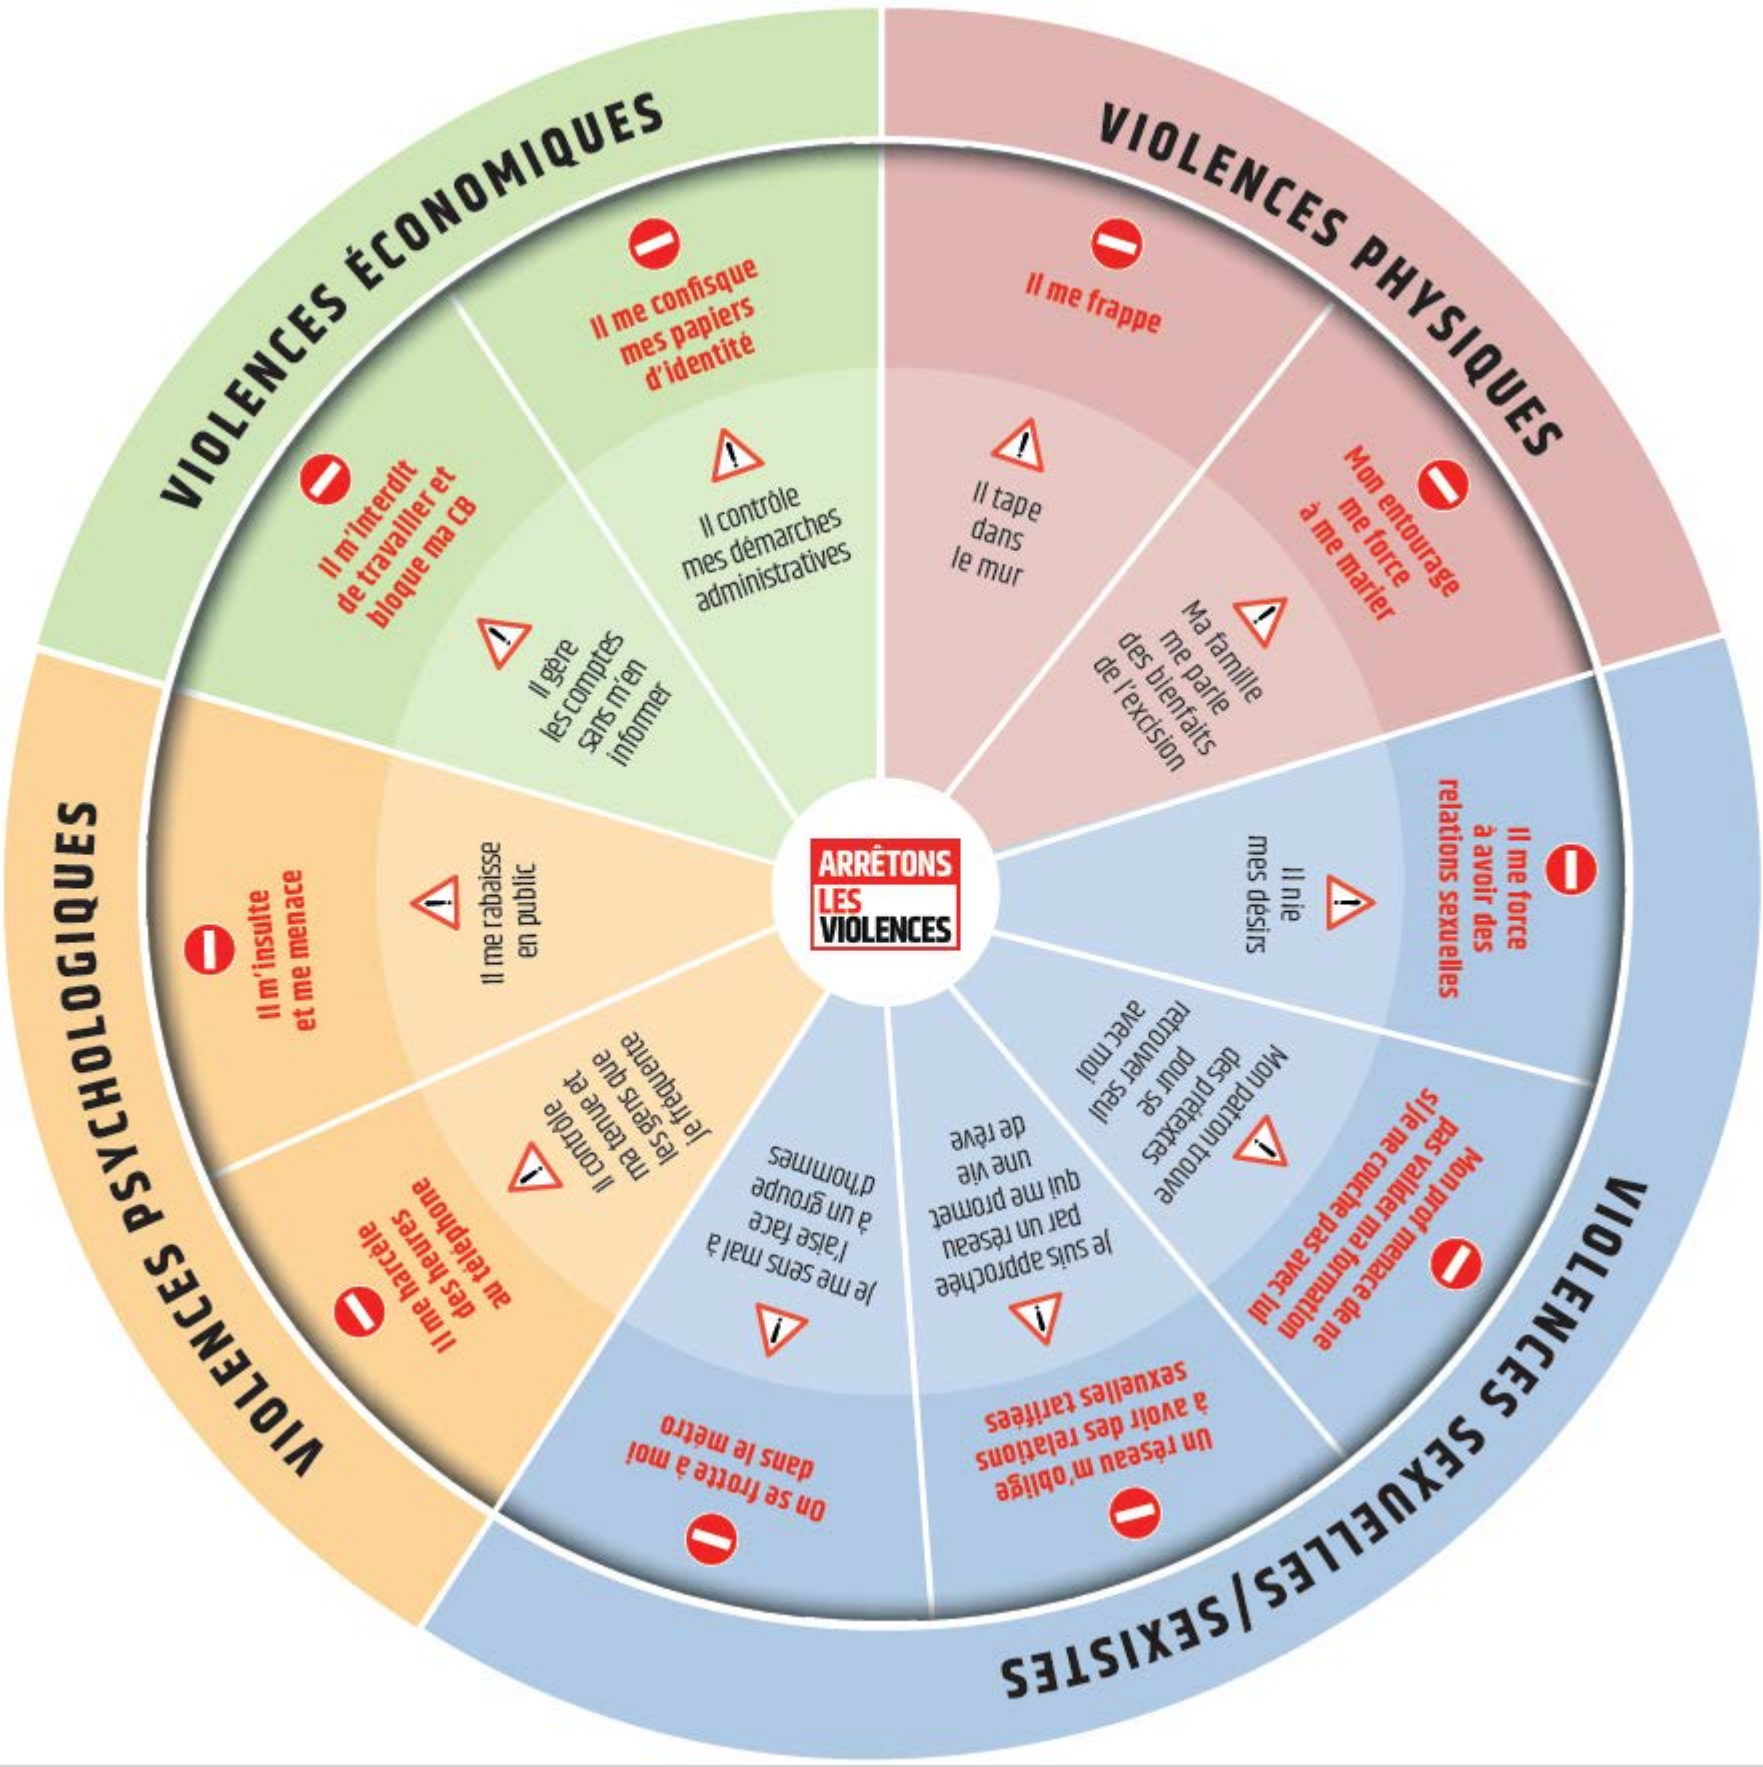 VIOLENCES PHYSIQUES
Il me frappe
Il tape
dans
le mur
Mon entourage
me force
à me marier
Ma famille
me parle
des bienfaits
de l'excision
VIOLENCES SEXUELLES/SEXISTES
Il me force
à avoir des
relations sexuelles
Il nie
mes désirs
Mon prof menace de ne
pas valider ma formation
si je ne couche pas avec lui
Mon patron trouve
des prétextes
pour se
retrouver seul
avec moi
Un réseau m'oblige
à avoir des relations
sexuelles tarifées
Je suis approchée
par un réseau
qui me promet
une vie
de rêve
On se frotte à moi
dans le métro
Je me sens mal à
l'aise face
à un groupe
d'hommes
VIOLENCES PSYCHOLOGIQUES
Il me harcèle
des heures
au téléphone
Il contrôle
ma tenue et
les gens que
je fréquente
Il m'insulte
et me menace
Il me rabaisse
en public
VIOLENCES ÉCONOMIQUES
Il m'interdit
de travailler et
bloque ma CB
Il gère
les comptes
sans m'en
informer
Il me confisque
mes papiers
d'identité
Il contrôle
mes démarches
administratives
ARRÊTONS
LES
VIOLENCES